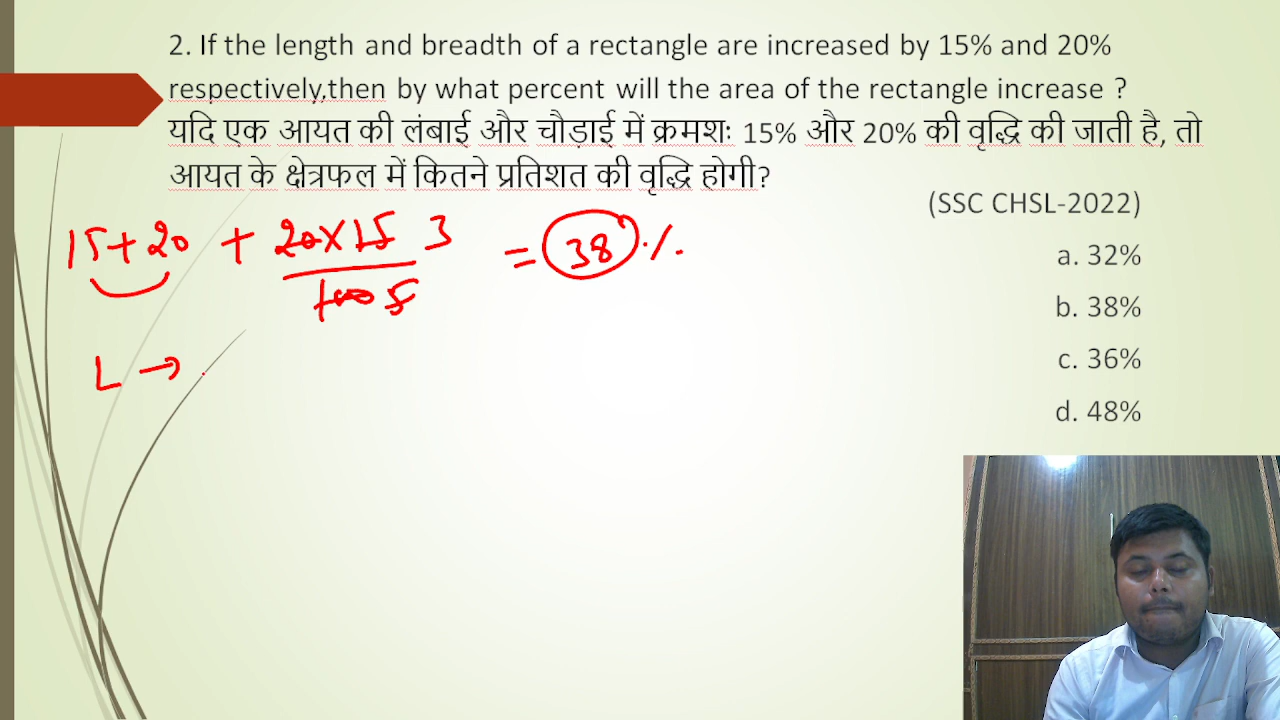 2. If the length and breadth of a rectangle are increased by 15% and 20%
respectively,then by what percent will the area of the rectangle increase ?
यदि एक आयत की लंबाई और चौड़ाई में क्रमशः 15% और 20% की वृद्धि की जाती है, तो
आयत के क्षेत्रफल में कितने प्रतिशत की वृद्धि होगी?
(SSC CHSL-2022)
a. 32%
b. 38%
c. 36%
d. 48%
15+20 + 20×15 3 = 38 %
100 5
L →